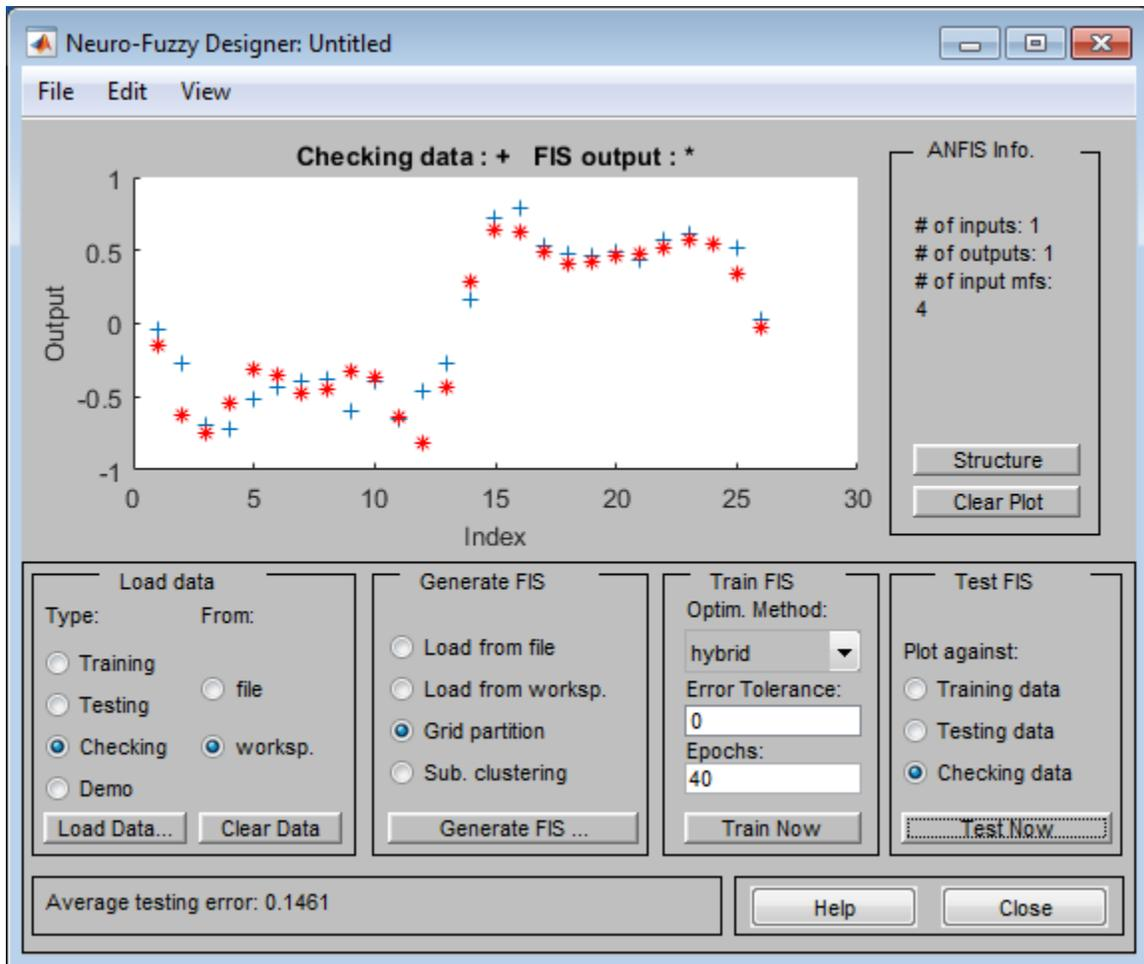 Neuro-Fuzzy Designer: Untitled
File Edit View
Checking data : + FIS output : *
1
0.5
0
-0.5
-1
Output
0 5 10 15 20 25 30
Index
ANFIS Info.
# of inputs: 1
# of outputs: 1
# of input mfs:
4
Structure
Clear Plot
Load data
Type: From:
Training
Testing
Checking
Demo
file
worksp.
Load Data... Clear Data
Generate FIS
Load from file
Load from worksp.
Grid partition
Sub. clustering
Generate FIS ...
Train FIS
Optim. Method:
hybrid
Error Tolerance:
0
Epochs:
40
Train Now
Test FIS
Plot against:
Training data
Testing data
Checking data
Test Now
Average testing error: 0.1461
Help Close